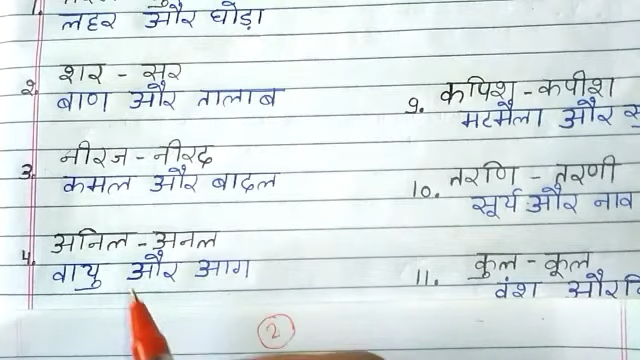 लहर और घोड़ा
2. शर - सर
बाण और तालाब
3. नीरज - नीरद
कमल और बादल
4. अनिल - अनल
वायु और आग
9. कपिश - कपीश
मटमैला और
10. तरणि - तरणी
सूर्य और नाव
11. कुल - कूल
वंश और
2